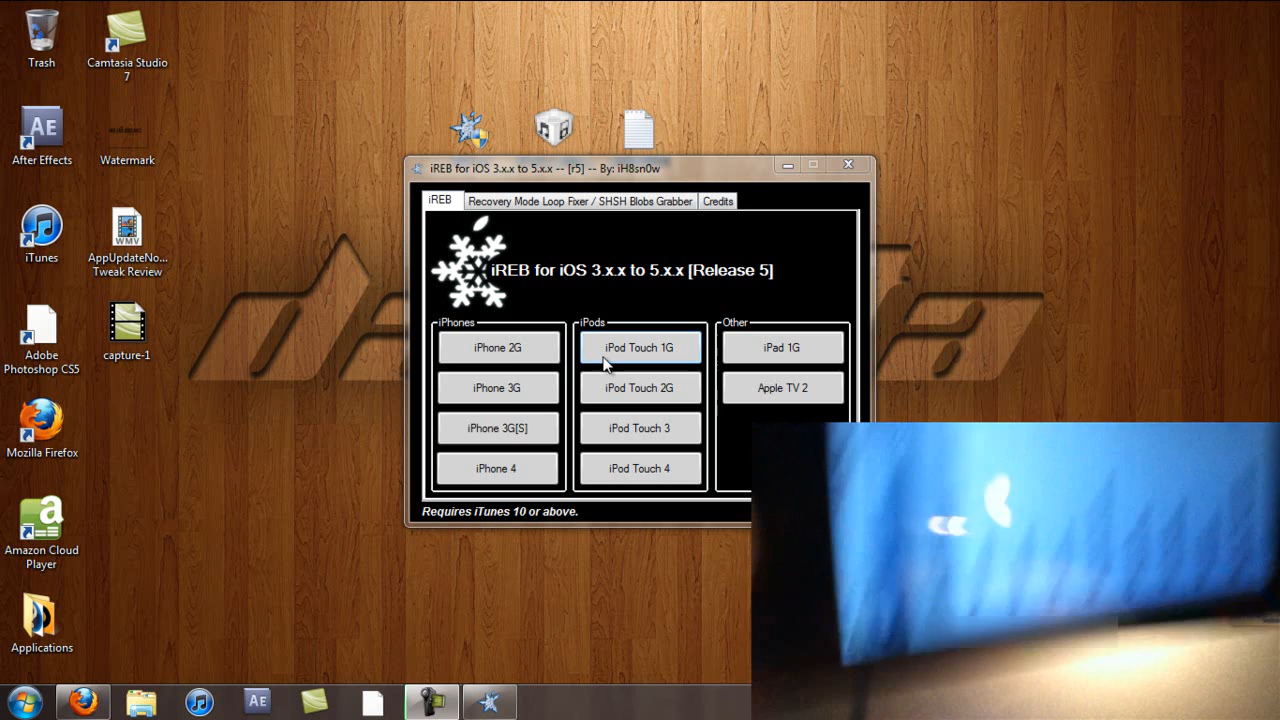 Trash
Camtasia Studio
7
After Effects
Watermark
iTunes
AppUpdateNo...
Tweak Review
Adobe
Photoshop CS5
capture-1
Mozilla Firefox
Amazon Cloud
Player
Applications
iREB for iOS 3.x.x to 5.x.x -- [r5] -- By: iH8sn0w
iREB
Recovery Mode Loop Fixer / SHSH Blobs Grabber
Credits
iREB for iOS 3.x.x to 5.x.x [Release 5]
iPhones
iPhone 2G
iPhone 3G
iPhone 3G[S]
iPhone 4
iPods
iPod Touch 1G
iPod Touch 2G
iPod Touch 3
iPod Touch 4
Other
iPad 1G
Apple TV 2
Requires iTunes 10 or above.
AE
WMV
a
AE